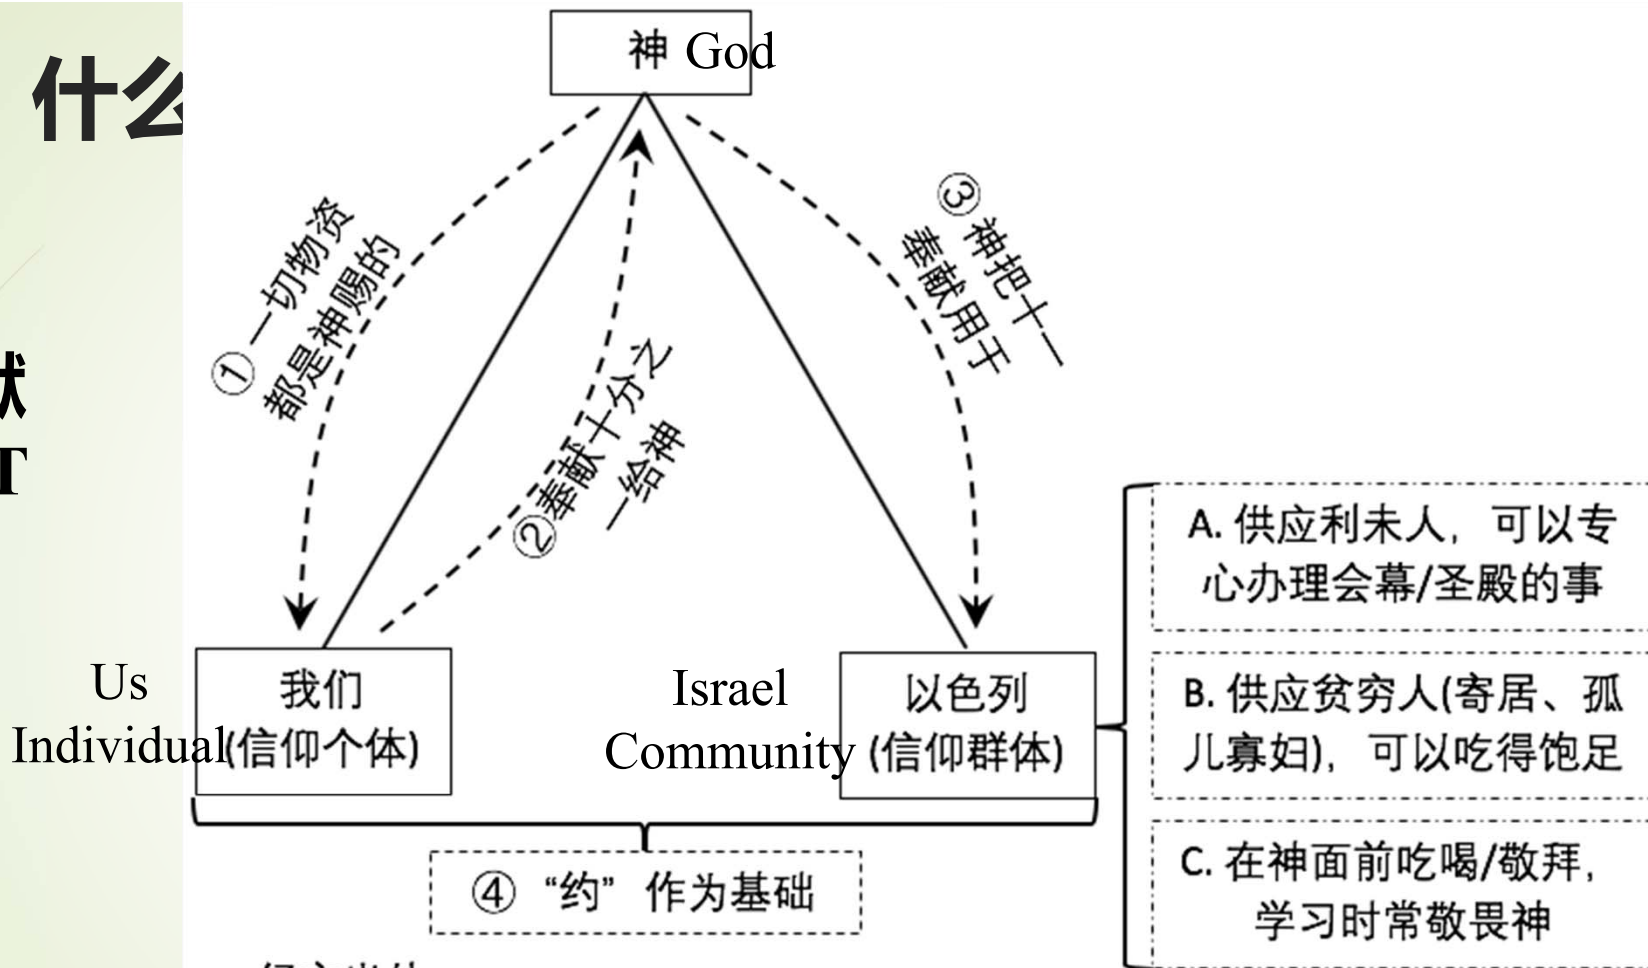 什么
神 God
① 一切物资
都是神赐的
②奉献十分之
一给神
③ 神把十一
奉献用于
献
T
Us
Individual
我们
(信仰个体)
Israel
Community
以色列
(信仰群体)
A. 供应利未人，可以专
心办理会幕/圣殿的事
B. 供应贫穷人(寄居、孤
儿寡妇)，可以吃得饱足
C. 在神面前吃喝/敬拜，
学习时常敬畏神
④ “约” 作为基础